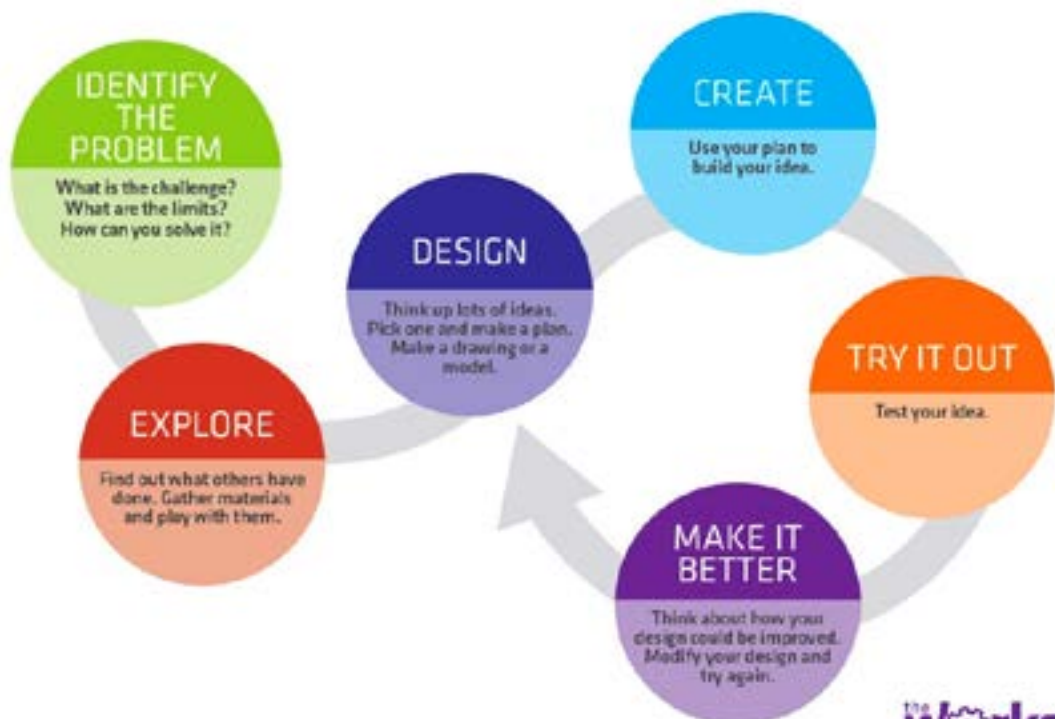 IDENTIFY
THE
PROBLEM
What is the challenge?
What are the limits?
How can you solve it?
EXPLORE
Find out what others have
done. Gather materials
and play with them.
DESIGN
Think up lots of ideas.
Pick one and make a plan.
Make a drawing or a
model.
CREATE
Use your plan to
build your idea.
TRY IT OUT
Test your idea.
MAKE IT
BETTER
Think about how your
design could be improved.
Modify your design and
try again.
the